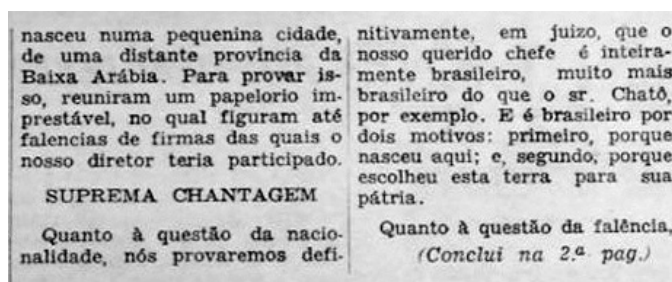 nasceu numa pequenina cidade,
de uma distante província da
Baixa Arábia. Para provar is-
so, reuniram um papelorio im-
prestável, no qual figuram até
falencias de firmas das quais o
nosso diretor teria participado.
SUPREMA CHANTAGEM
Quanto à questão da nacio-
nalidade, nós provaremos defi-
nitivamente, em juizo, que o
nosso querido chefe é inteira-
mente brasileiro, muito mais
brasileiro do que o sr. Chatô,
por exemplo. E é brasileiro por
dois motivos: primeiro, porque
nasceu aqui; e, segundo, porque
escolheu esta terra para sua
pátria.
Quanto à questão da falência,
(Conclui na 2.ª pag.)